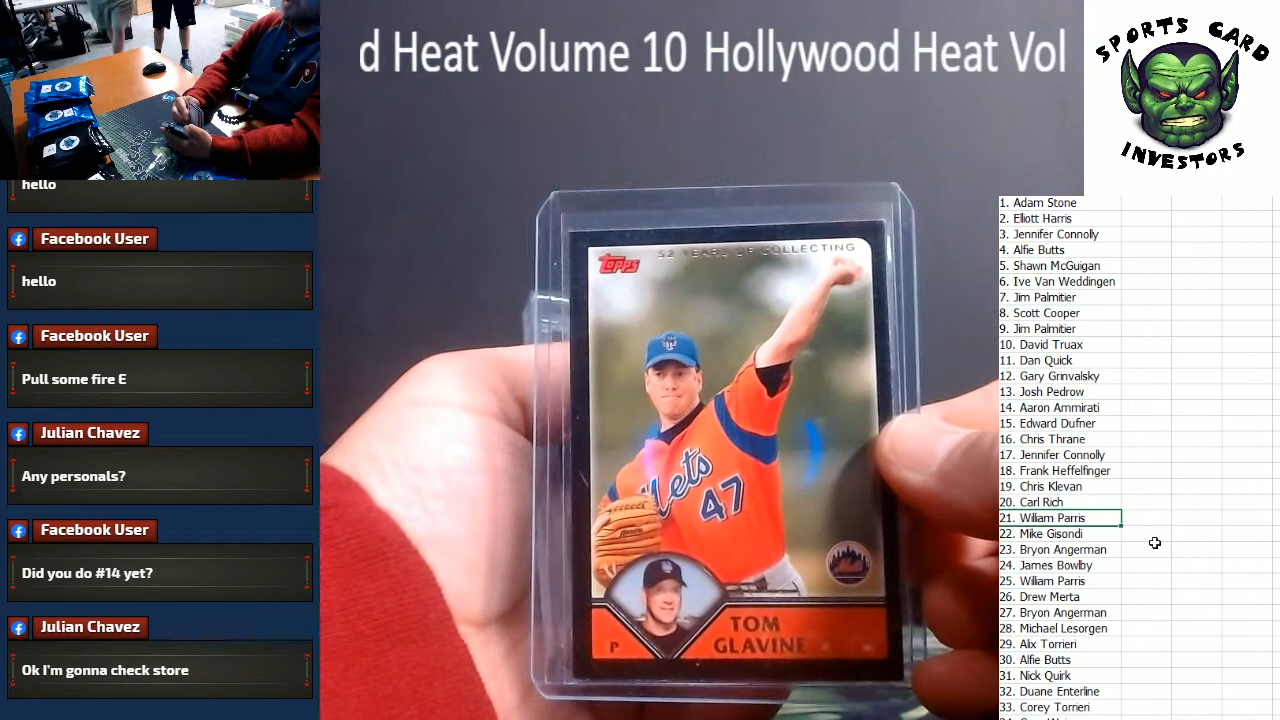 d Heat Volume 10 Hollywood Heat Vol
SPORTS CARD
INVESTORS
hello
Facebook User
hello
Facebook User
Pull some fire E
Julian Chavez
Any personals?
Facebook User
Did you do #14 yet?
Julian Chavez
Ok I'm gonna check store
52 YEARS OF COLLECTING
Topps
Mets
47
P
TOM
GLAVINE
1. Adam Stone
2. Elliott Harris
3. Jennifer Connolly
4. Alfie Butts
5. Shawn McGuigan
6. Ive Van Weddingen
7. Jim Palmitier
8. Scott Cooper
9. Jim Palmitier
10. David Truax
11. Dan Quick
12. Gary Grinvalsky
13. Josh Pedrow
14. Aaron Ammirati
15. Edward Dufner
16. Chris Thrane
17. Jennifer Connolly
18. Frank Heffelfinger
19. Chris Klevan
20. Carl Rich
21. William Parris
22. Mike Gisondi
23. Bryon Angerman
24. James Bowlby
25. William Parris
26. Drew Merta
27. Bryon Angerman
28. Michael Lesorgen
29. Alix Torrieri
30. Alfie Butts
31. Nick Quirk
32. Duane Enterline
33. Corey Torrieri